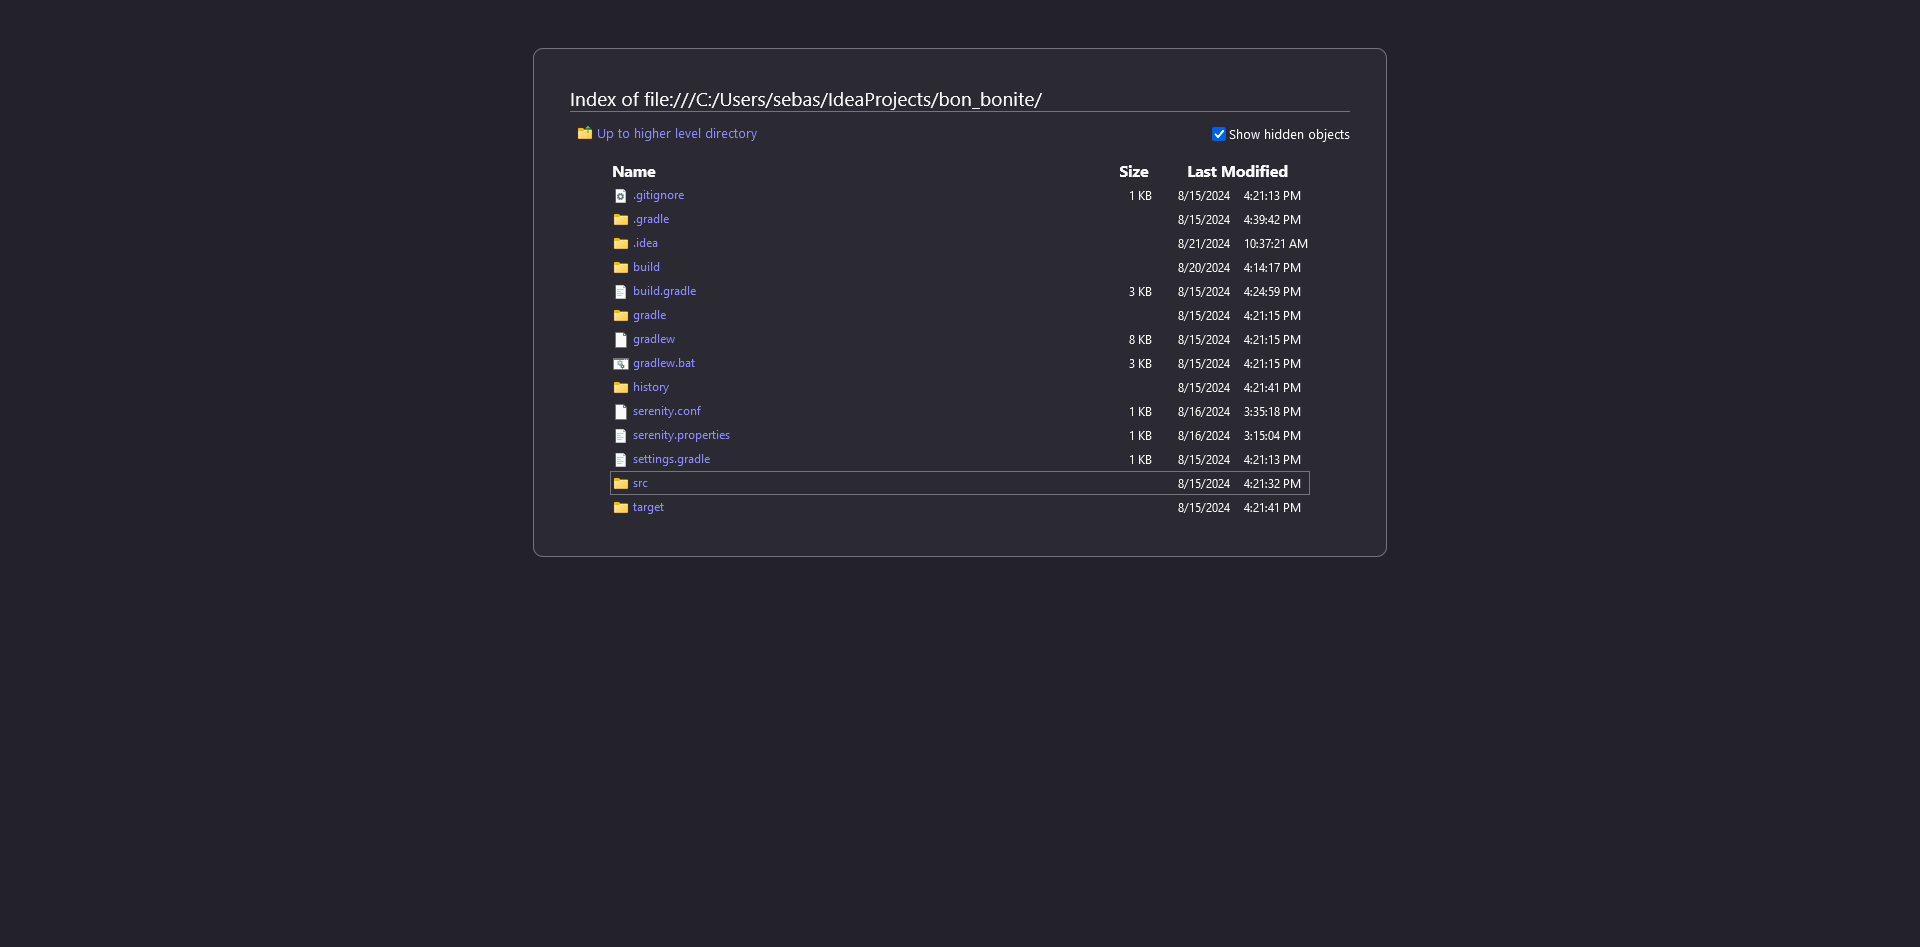 Index of file:///C:/Users/sebas/IdeaProjects/bon_bonite/
Up to higher level directory Show hidden objects
Name Size Last Modified
.gitignore 1 KB 8/15/2024 4:21:13 PM
.gradle 8/15/2024 4:39:42 PM
.idea 8/21/2024 10:37:21 AM
build 8/20/2024 4:14:17 PM
build.gradle 3 KB 8/15/2024 4:24:59 PM
gradle 8/15/2024 4:21:15 PM
gradlew 8 KB 8/15/2024 4:21:15 PM
gradlew.bat 3 KB 8/15/2024 4:21:15 PM
history 8/15/2024 4:21:41 PM
serenity.conf 1 KB 8/16/2024 3:35:18 PM
serenity.properties 1 KB 8/16/2024 3:15:04 PM
settings.gradle 1 KB 8/15/2024 4:21:13 PM
src 8/15/2024 4:21:32 PM
target 8/15/2024 4:21:41 PM